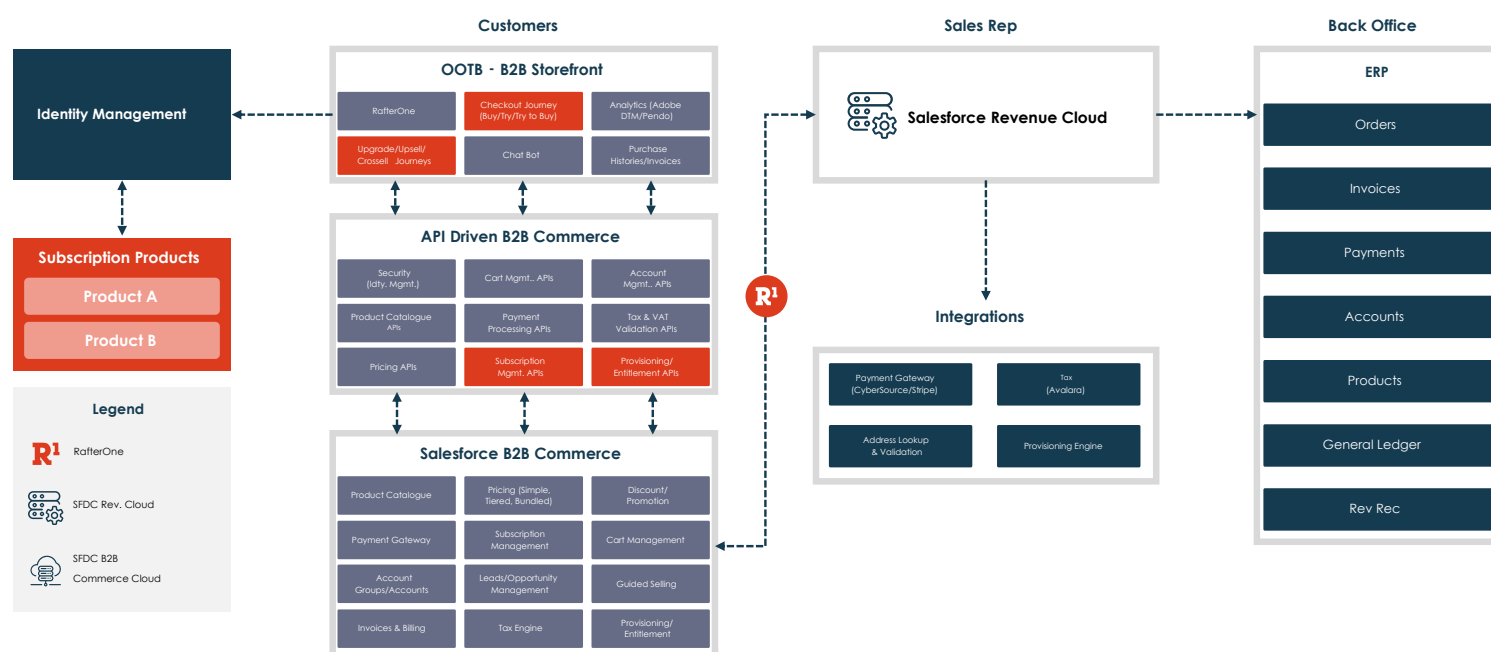 Customers
Sales Rep
Back Office
Identity Management
Subscription Products
Product A
Product B
Legend
R1
RafterOne
SFDC Rev. Cloud
SFDC B2B
Commerce Cloud
OOTB - B2B Storefront
RafterOne
Checkout Journey
(Buy/Try/Try to Buy)
Analytics (Adobe
DTM/Pendo)
Upgrade/Upsell/
Crossell Journeys
Chat Bot
Purchase
Histories/Invoices
API Driven B2B Commerce
Security
(Idty. Mgmt.)
Cart Mgmt.. APIs
Account
Mgmt.. APIs
Product Catalogue
APIs
Payment
Processing APIs
Tax & VAT
Validation APIs
Pricing APIs
Subscription
Mgmt. APIs
Provisioning/
Entitlement APIs
Salesforce B2B Commerce
Product Catalogue
Pricing (Simple,
Tiered, Bundled)
Discount/
Promotion
Payment Gateway
Subscription
Management
Cart Management
Account
Groups/Accounts
Leads/Opportunity
Management
Guided Selling
Invoices & Billing
Tax Engine
Provisioning/
Entitlement
R1
Salesforce Revenue Cloud
Integrations
Payment Gateway
(CyberSource/Stripe)
Tax
(Avalara)
Address Lookup
& Validation
Provisioning Engine
ERP
Orders
Invoices
Payments
Accounts
Products
General Ledger
Rev Rec